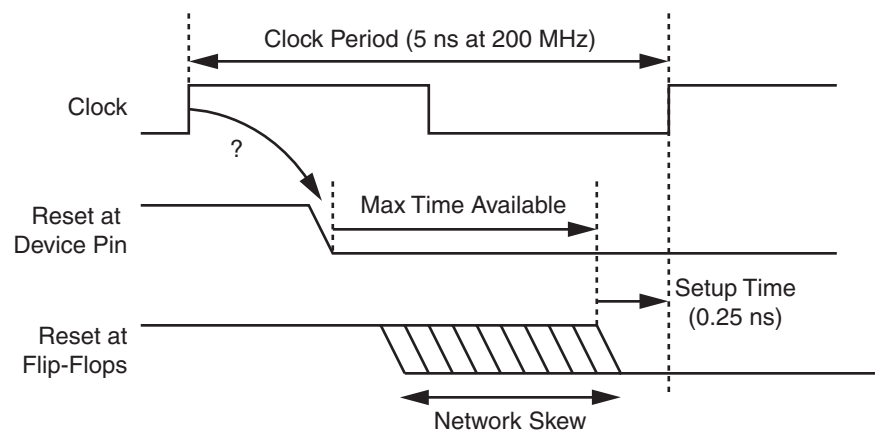 Clock Period (5 ns at 200 MHz)
Clock
?
Max Time Available
Reset at
Device Pin
Setup Time
(0.25 ns)
Reset at
Flip-Flops
Network Skew